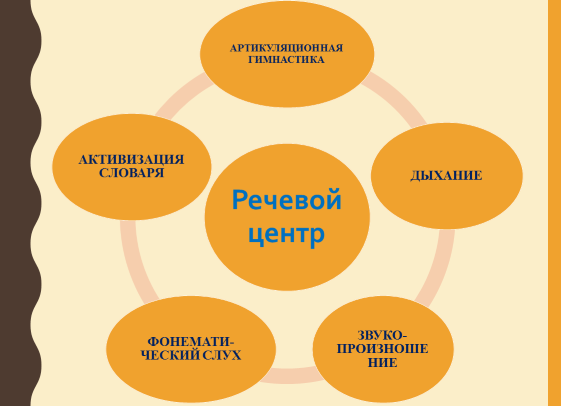 АРТИКУЛЯЦИОННАЯ
ГИМНАСТИКА
АКТИВИЗАЦИЯ
СЛОВАРЯ
ДЫХАНИЕ
Речевой
центр
ФОНЕМАТИ-
ЧЕСКИЙ СЛУХ
ЗВУКО-
ПРОИЗНОШЕ
НИЕ